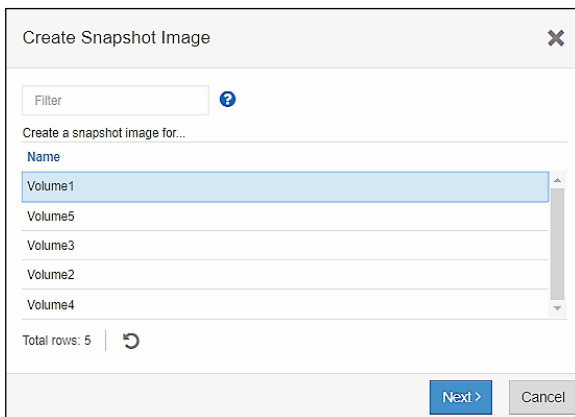 Create Snapshot Image
Filter
Create a snapshot image for...
Name
Volume1
Volume5
Volume3
Volume2
Volume4
Total rows: 5
Next > Cancel